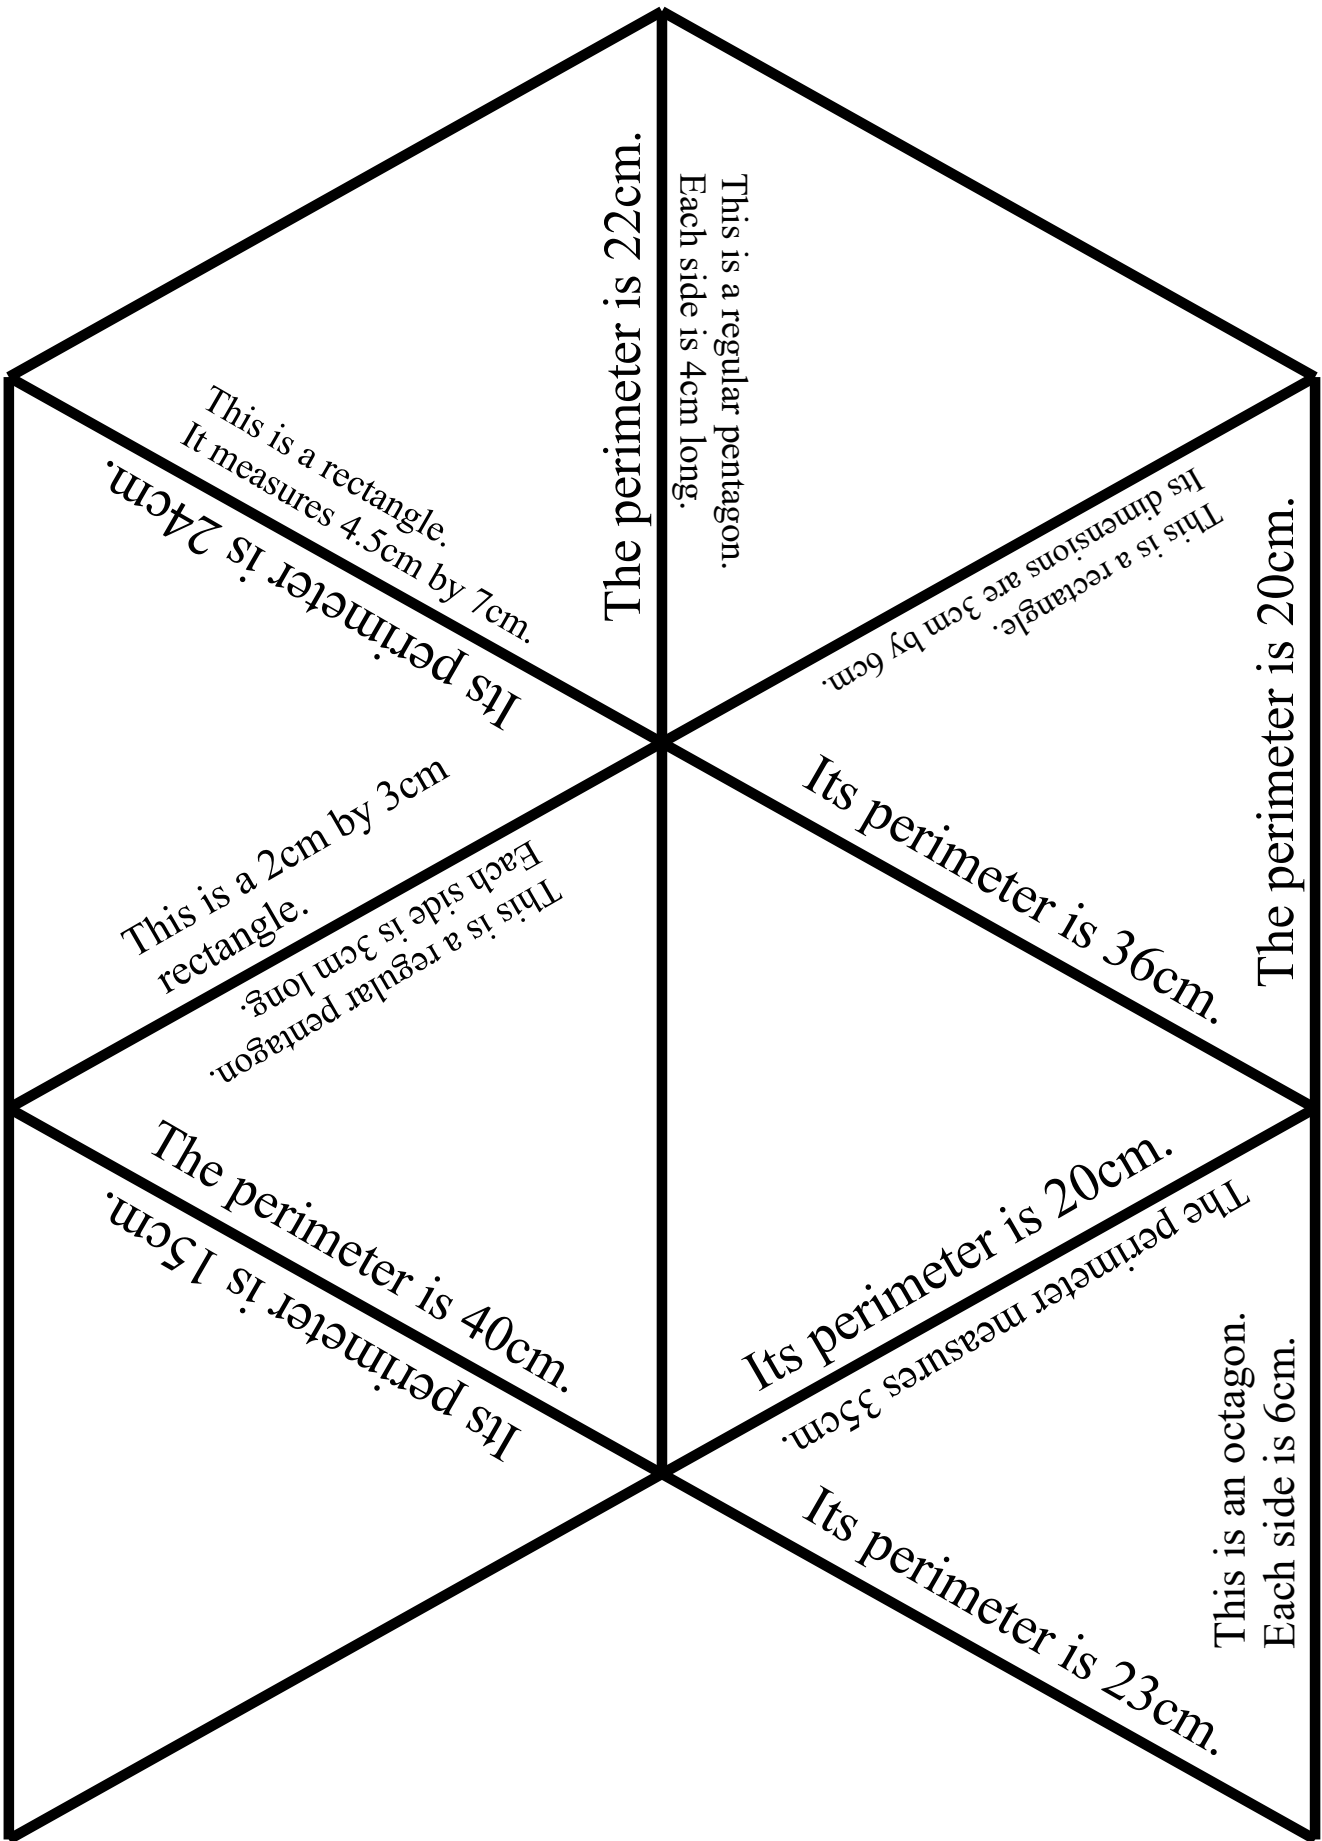 The perimeter is 22cm.
This is a regular pentagon.
Each side is 4cm long.
This is a rectangle.
It measures 4.5cm by 7cm.
Its perimeter is 24cm.
This is a rectangle.
Its dimensions are 3cm by 6cm.
The perimeter is 20cm.
Its perimeter is 36cm.
This is a 2cm by 3cm
rectangle.
This is a regular pentagon.
Each side is 3cm long.
The perimeter is 40cm.
Its perimeter is 15cm.
Its perimeter is 20cm.
The perimeter measures 35cm.
This is an octagon.
Each side is 6cm.
Its perimeter is 23cm.